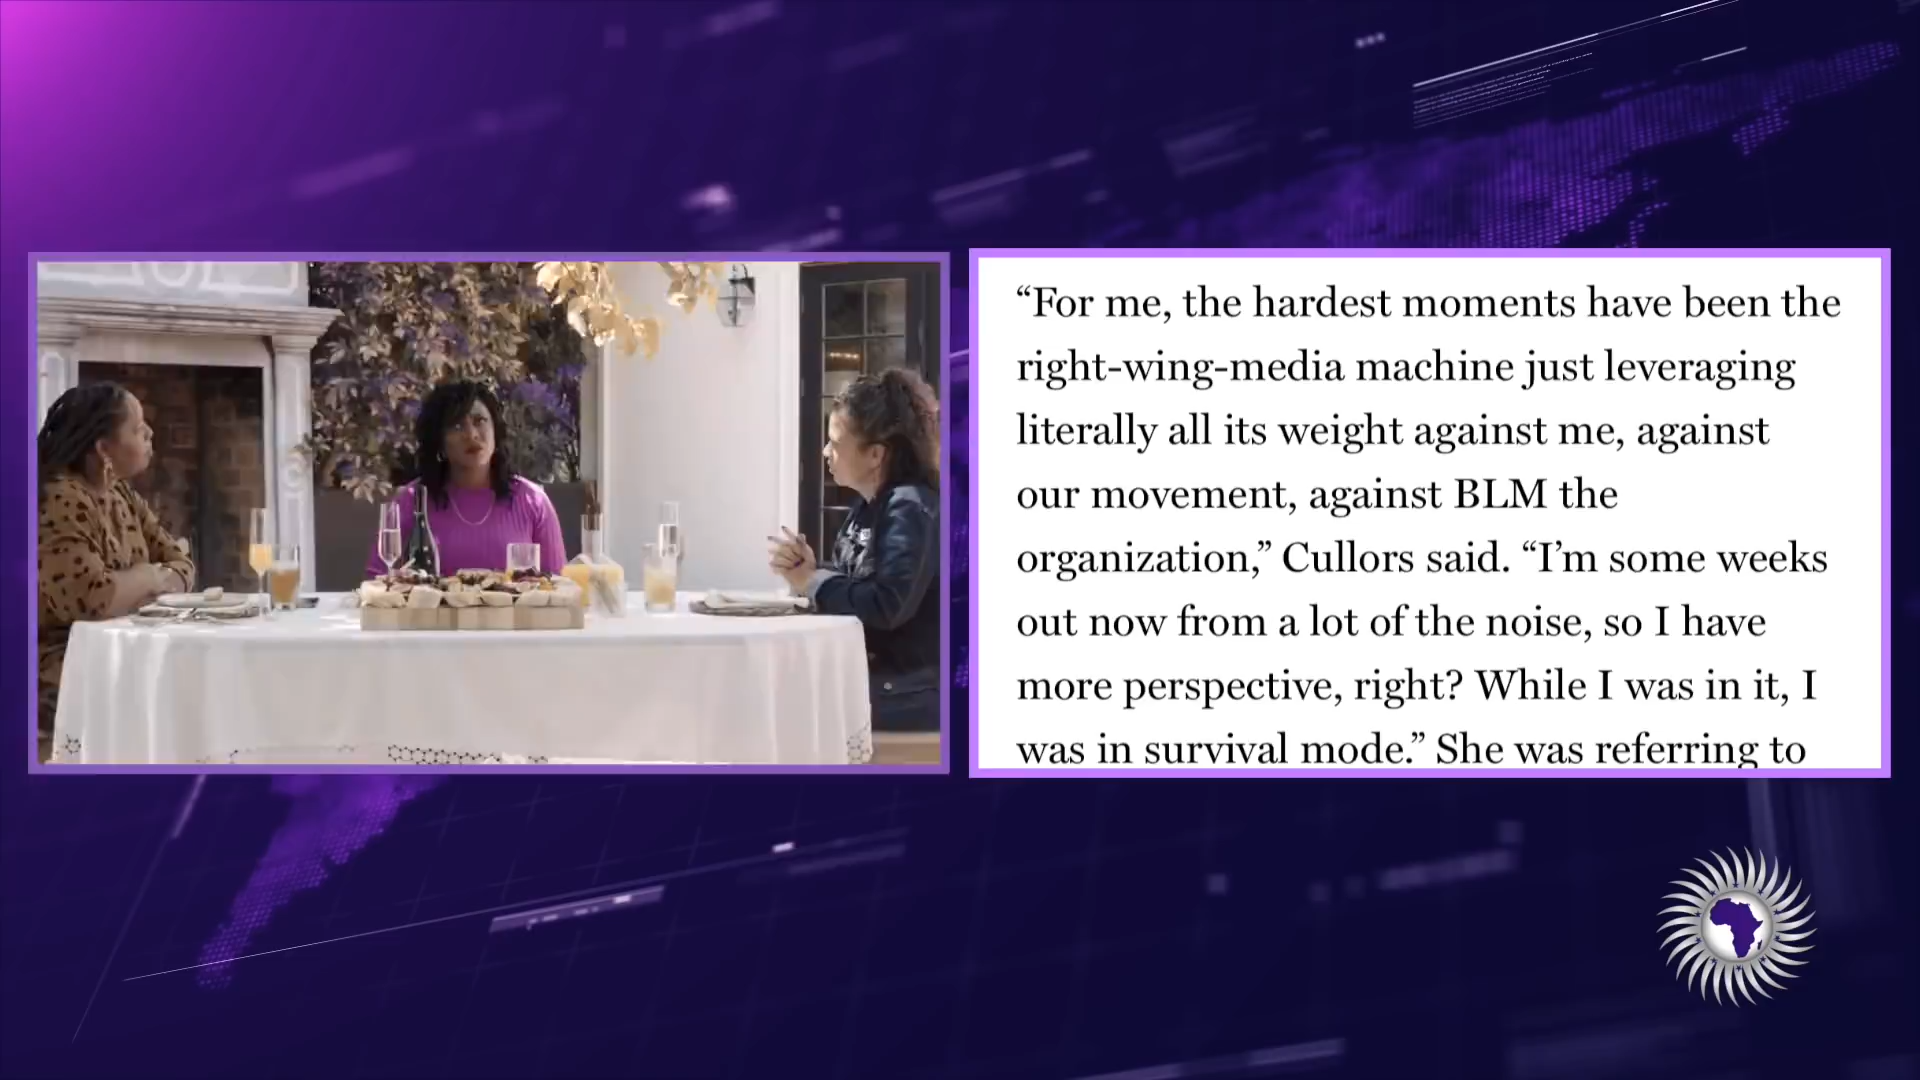 “For me, the hardest moments have been the
right-wing-media machine just leveraging
literally all its weight against me, against
our movement, against BLM the
organization,” Cullors said. “I’m some weeks
out now from a lot of the noise, so I have
more perspective, right? While I was in it, I
was in survival mode.” She was referring to